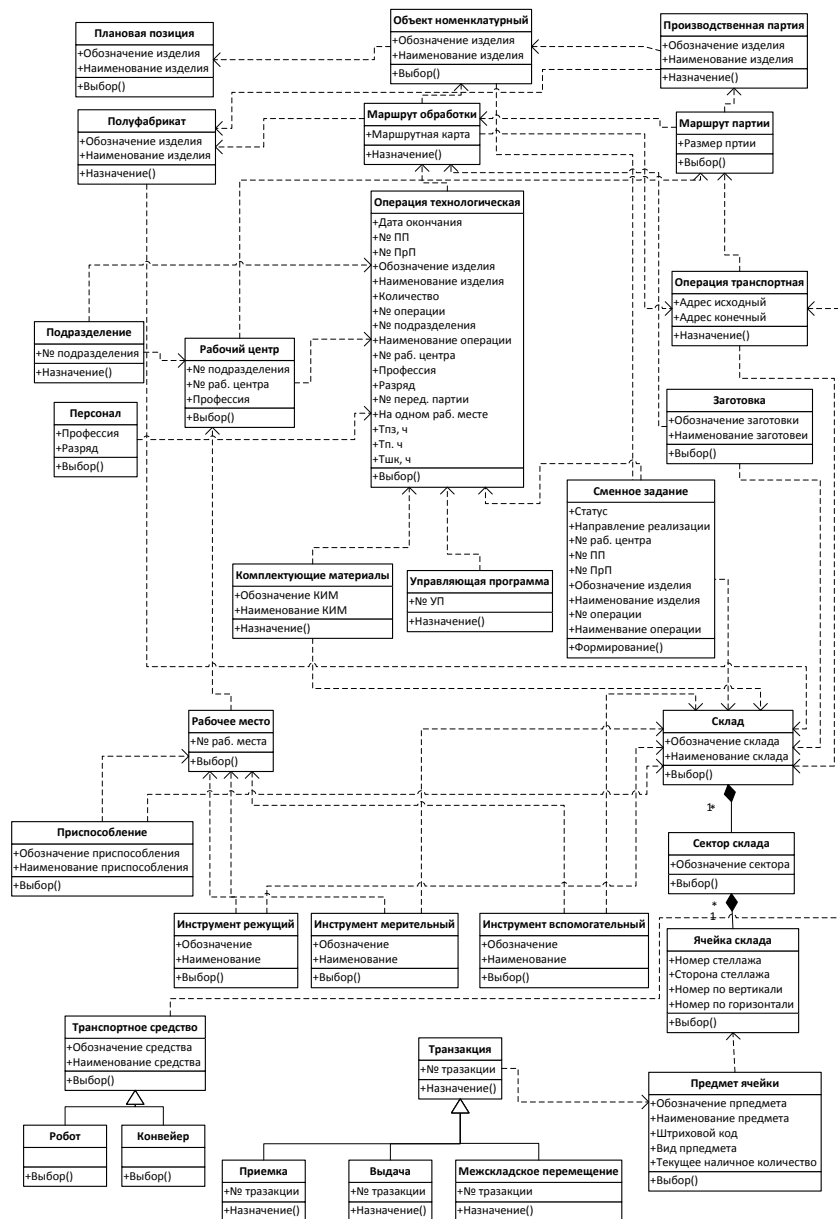 Плановая позиция
+Обозначение изделия
+Наименование изделия
+Выбор()
Объект номенклатурный
+Обозначение изделия
+Наименование изделия
+Выбор()
Производственная партия
+Обозначение изделия
+Наименование изделия
+Назначение()
Полуфабрикат
+Обозначение изделия
+Наименование изделия
+Назначение()
Маршрут обработки
+Маршрутная карта
+Назначение()
Маршрут партии
+Размер пртии
+Выбор()
Операция технологическая
+Дата окончания
+№ ПП
+№ ПрП
+Обозначение изделия
+Наименование изделия
+Количество
+№ операции
+№ подразделения
+Наименование операции
+№ раб. центра
+Профессия
+Разряд
+№ перед. партии
+На одном раб. месте
+Тпз, ч
+Тп. ч
+Тшк, ч
+Выбор()
Операция транспортная
+Адрес исходный
+Адрес конечный
+Назначение()
Подразделение
+№ подразделения
+Назначение()
Рабочий центр
+№ подразделения
+№ раб. центра
+Профессия
+Выбор()
Персонал
+Профессия
+Разряд
+Выбор()
Заготовка
+Обозначение заготовки
+Наименование заготовеи
+Выбор()
Сменное задание
+Статус
+Направление реализации
+№ раб. центра
+№ ПП
+№ ПрП
+Обозначение изделия
+Наименование изделия
+№ операции
+Наименвание операции
+Формирование()
Комплектующие материалы
+Обозначение КИМ
+Наименование КИМ
+Назначение()
Управляющая программа
+№ УП
+Назначение()
Рабочее место
+№ раб. места
+Выбор()
Склад
+Обозначение склада
+Наименование склада
+Выбор()
1
*
Приспособление
+Обозначение приспособления
+Наименование приспособления
+Выбор()
Сектор склада
+Обозначение сектора
+Выбор()
*
1
Инструмент режущий
+Обозначение
+Наименование
+Выбор()
Инструмент мерительный
+Обозначение
+Наименование
+Выбор()
Инструмент вспомогательный
+Обозначение
+Наименование
+Выбор()
Ячейка склада
+Номер стеллажа
+Сторона стеллажа
+Номер по вертикали
+Номер по горизонтали
+Выбор()
Транспортное средство
+Обозначение средства
+Наименование средства
+Выбор()
Транзакция
+№ тразакции
+Назначение()
Предмет ячейки
+Обозначение прпедмета
+Наименование предмета
+Штриховой код
+Вид прпедмета
+Текущее наличное количество
+Выбор()
Робот
+Выбор()
Конвейер
+Выбор()
Приемка
+№ тразакции
+Назначение()
Выдача
+№ тразакции
+Назначение()
Межскладское перемещение
+№ тразакции
+Назначение()